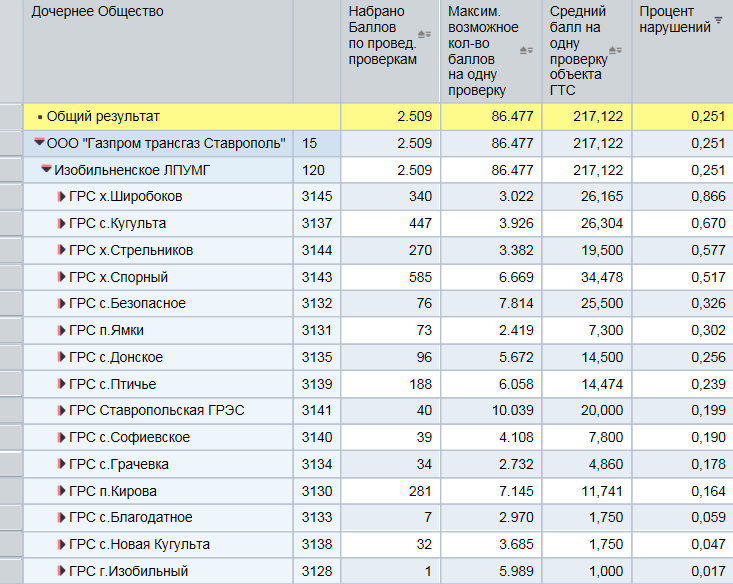 Дочернее Общество
Набрано Баллов по провед. проверкам
Максим. возможное кол-во баллов на одну проверку
Средний балл на одну проверку объекта ГТС
Процент нарушений
Общий результат 2.509 86.477 217,122 0,251
ООО "Газпром трансгаз Ставрополь" 15 2.509 86.477 217,122 0,251
Изобильненское ЛПУМГ 120 2.509 86.477 217,122 0,251
ГРС х.Широбоков 3145 340 3.022 26,165 0,866
ГРС с.Кугульта 3137 447 3.926 26,304 0,670
ГРС х.Стрельников 3144 270 3.382 19,500 0,577
ГРС х.Спорный 3143 585 6.669 34,478 0,517
ГРС с.Безопасное 3132 76 7.814 25,500 0,326
ГРС п.Ямки 3131 73 2.419 7,300 0,302
ГРС с.Донское 3135 96 5.672 14,500 0,256
ГРС с.Птичье 3139 188 6.058 14,474 0,239
ГРС Ставропольская ГРЭС 3141 40 10.039 20,000 0,199
ГРС с.Софиевское 3140 39 4.108 7,800 0,190
ГРС с.Грачевка 3134 34 2.732 4,860 0,178
ГРС п.Кирова 3130 281 7.145 11,741 0,164
ГРС с.Благодатное 3133 7 2.970 1,750 0,059
ГРС с.Новая Кугульта 3138 32 3.685 1,750 0,047
ГРС г.Изобильный 3128 1 5.989 1,000 0,017